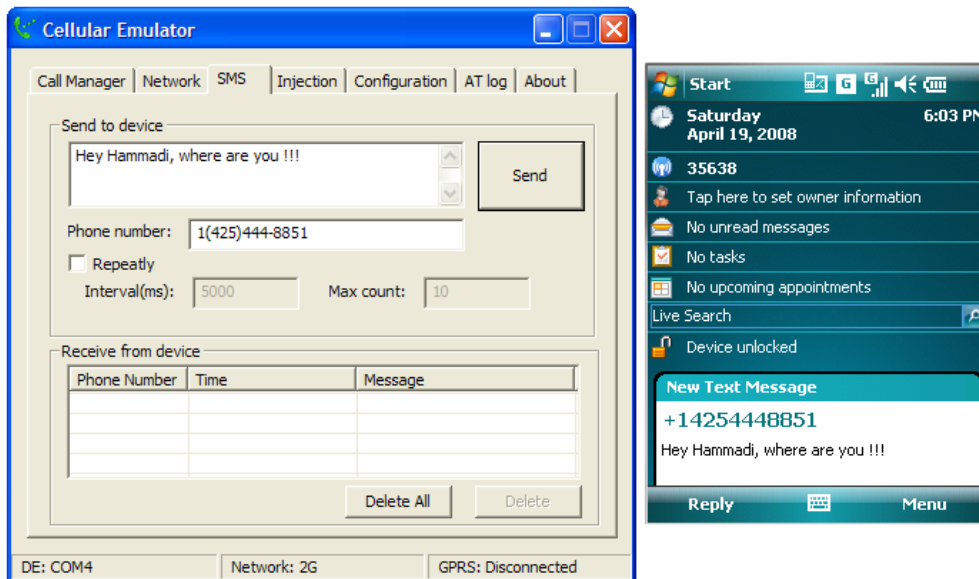 Cellular Emulator
Call Manager Network SMS Injection Configuration AT log About
Send to device
Hey Hammadi, where are you !!!
Send
Phone number: 1(425)444-8851
Repeatly
Interval(ms): 5000 Max count: 10
Receive from device
Phone Number Time Message
Delete All Delete
DE: COM4 Network: 2G GPRS: Disconnected
Start G G
Saturday 6:03 PM
April 19, 2008
35638
Tap here to set owner information
No unread messages
No tasks
No upcoming appointments
Live Search
Device unlocked
New Text Message
+14254448851
Hey Hammadi, where are you !!!
Reply Menu